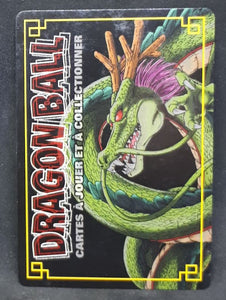 DRAGON BALL
CARTES À JOUER ET À COLLECTIONNER